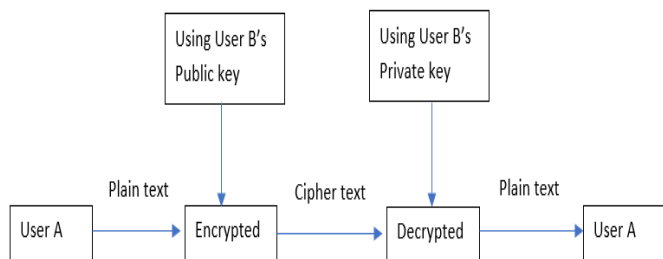 Using User B's
Public key
Using User B's
Private key
Plain text
Cipher text
Plain text
User A
Encrypted
Decrypted
User A